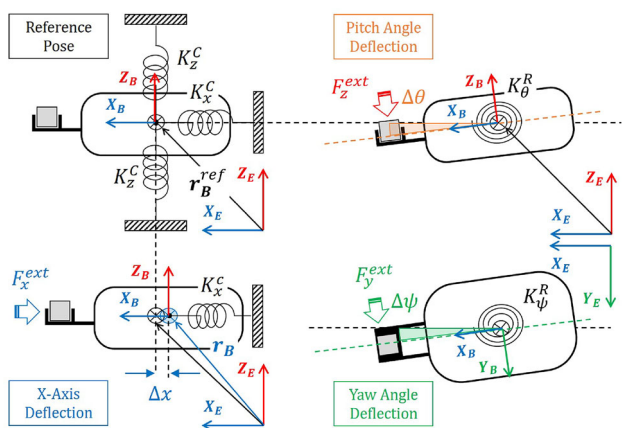 Reference
Pose
K_z^C
Z_B
K_x^C
X_B
K_z^C
r_B^ref
Z_E
X_E
Pitch Angle
Deflection
F_z^ext
Δθ
Z_B
K_θ^R
X_B
Z_E
X_E
F_x^ext
Z_B
K_x^c
X_B
r_B
Δx
Z_E
X_E
X-Axis
Deflection
X_E
Y_E
F_y^ext
Δψ
K_ψ^R
X_B
Y_B
Yaw Angle
Deflection